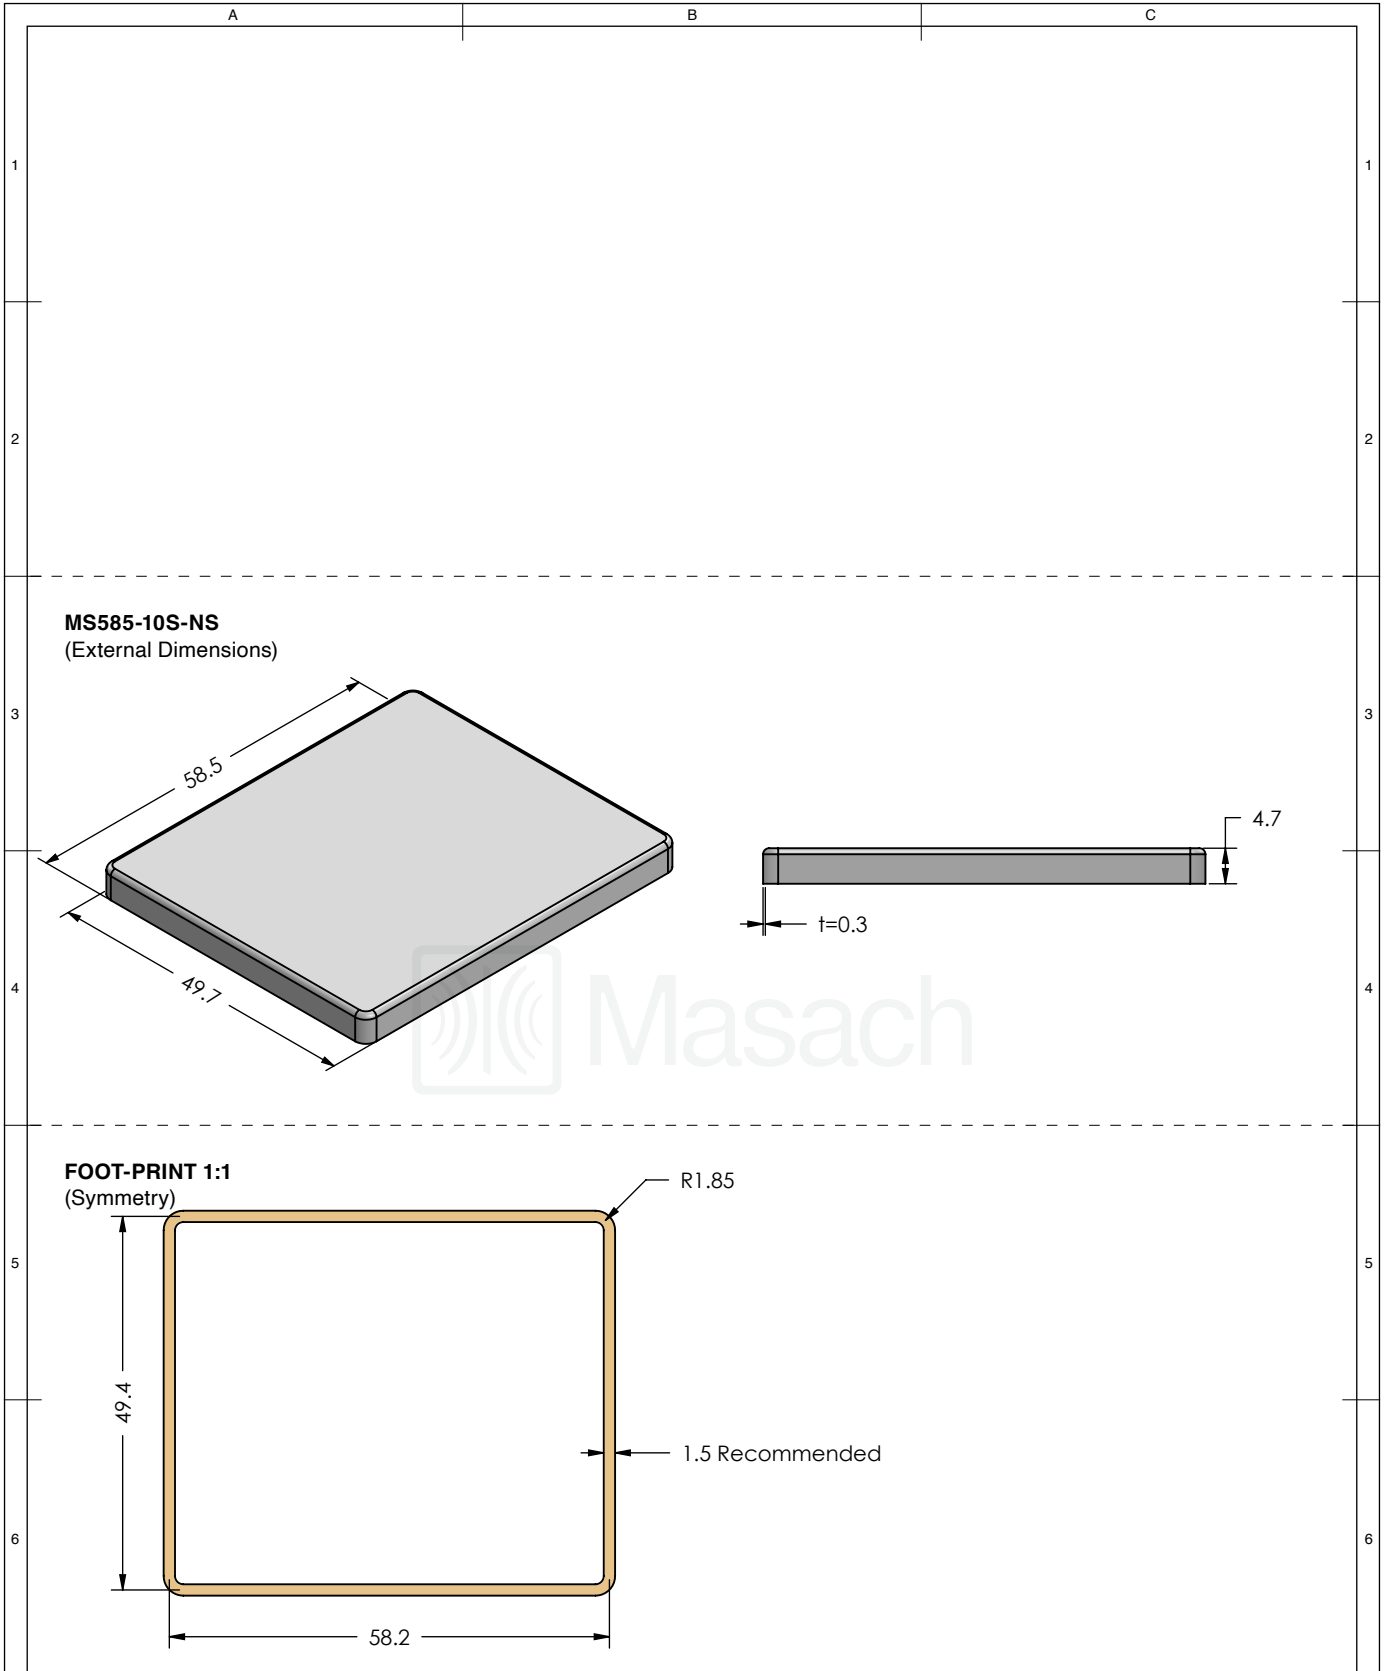 A B C
1 1
2 2
MS585-10S-NS
(External Dimensions)
3 3
58.5
4.7
t=0.3
49.7
4 4
Masach
FOOT-PRINT 1:1
(Symmetry)
R1.85
5 5
49.4
1.5 Recommended
6 6
58.2